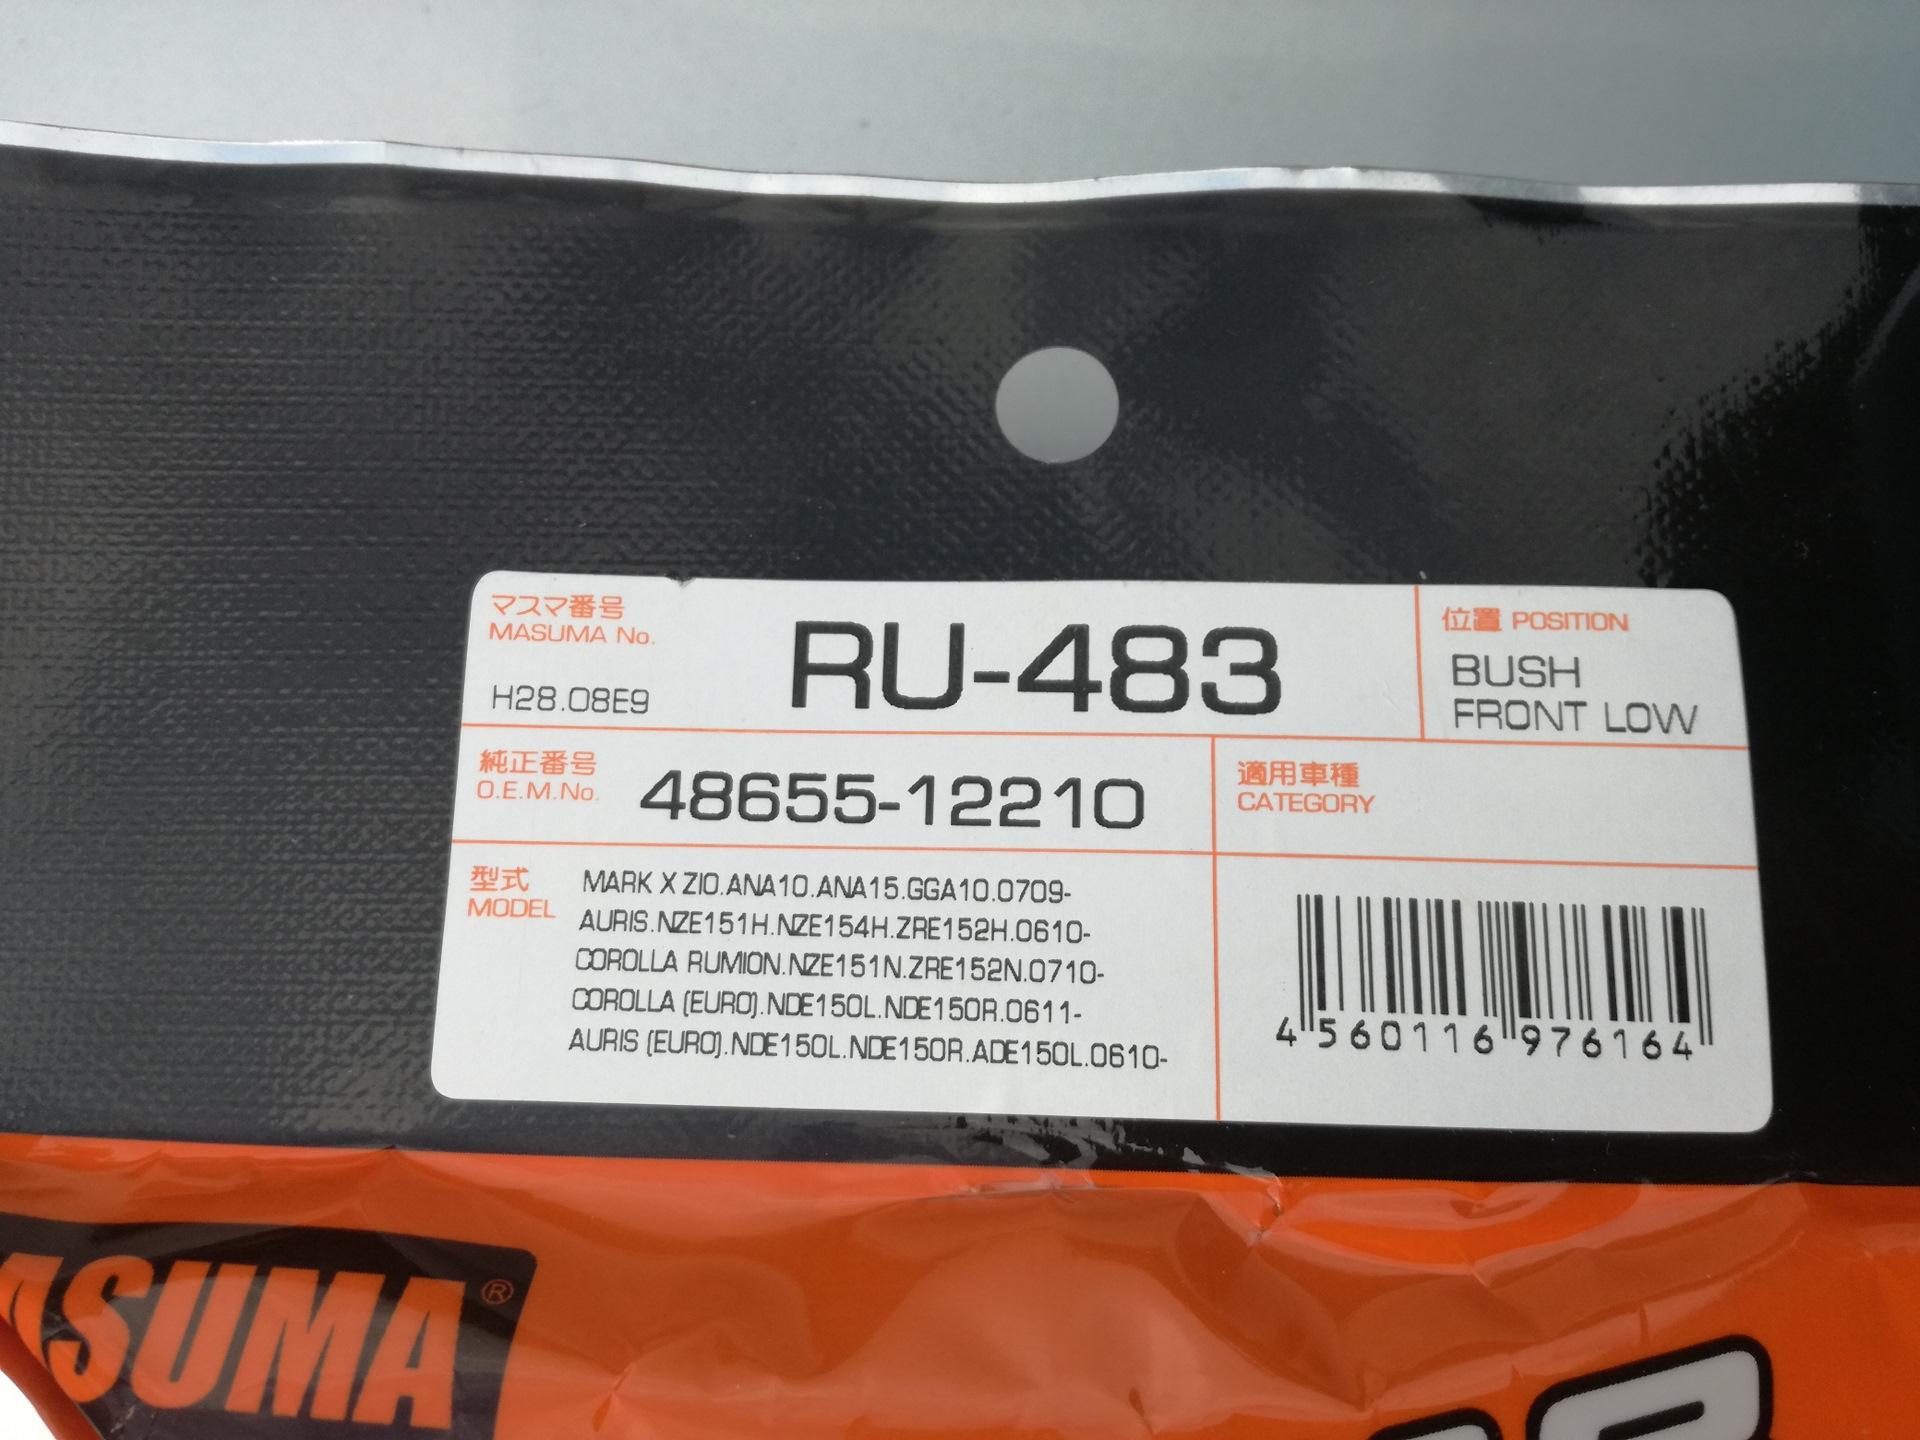 マスマ番号
MASUMA No.
H28.08E9
RU-483
位置 POSITION
BUSH
FRONT LOW
純正番号
O.E.M.No.
48655-12210
適用車種
CATEGORY
型式
MODEL
MARK X ZIO.ANA10.ANA15.GGA10.0709-
AURIS.NZE151H.NZE154H.ZRE152H.0610-
COROLLA RUMION.NZE151N.ZRE152N.0710-
COROLLA (EURO).NDE150L.NDE150R.0611-
AURIS (EURO).NDE150L.NDE150R.ADE150L.0610-
4 560116 976164
MASUMA®